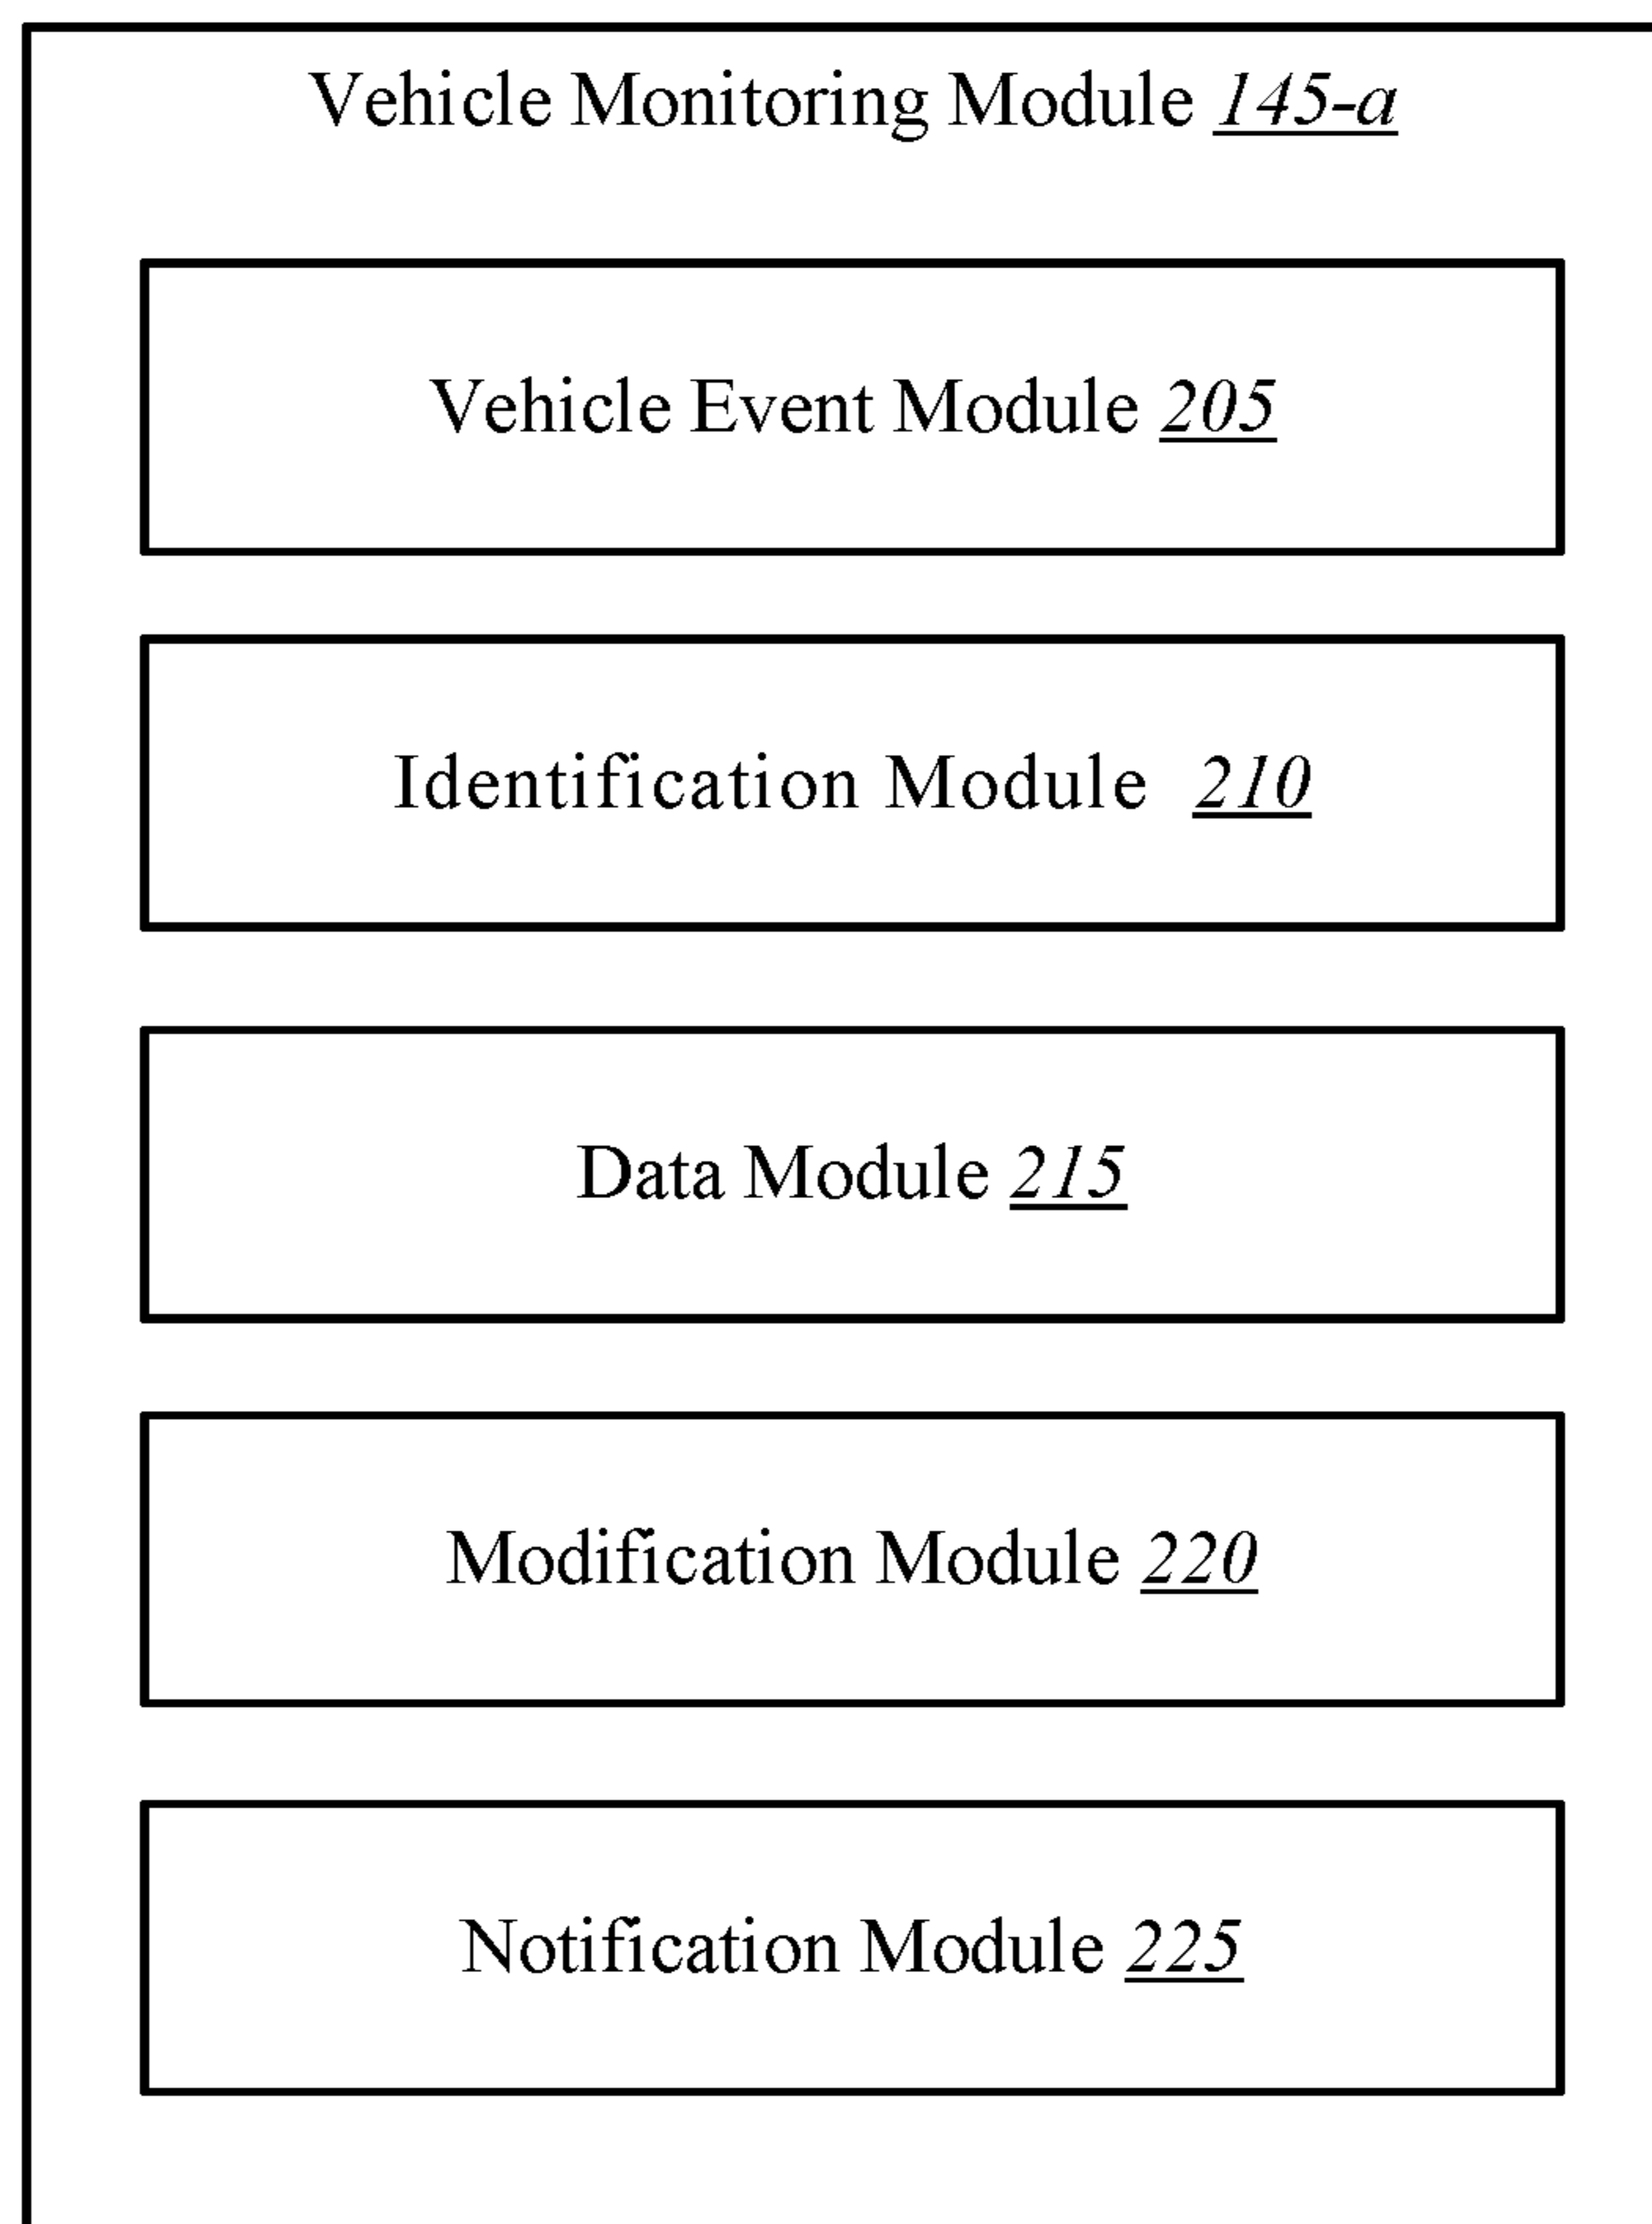 Vehicle Monitoring Module 145-a
Vehicle Event Module 205
Identification Module 210
Data Module 215
Modification Module 220
Notification Module 225